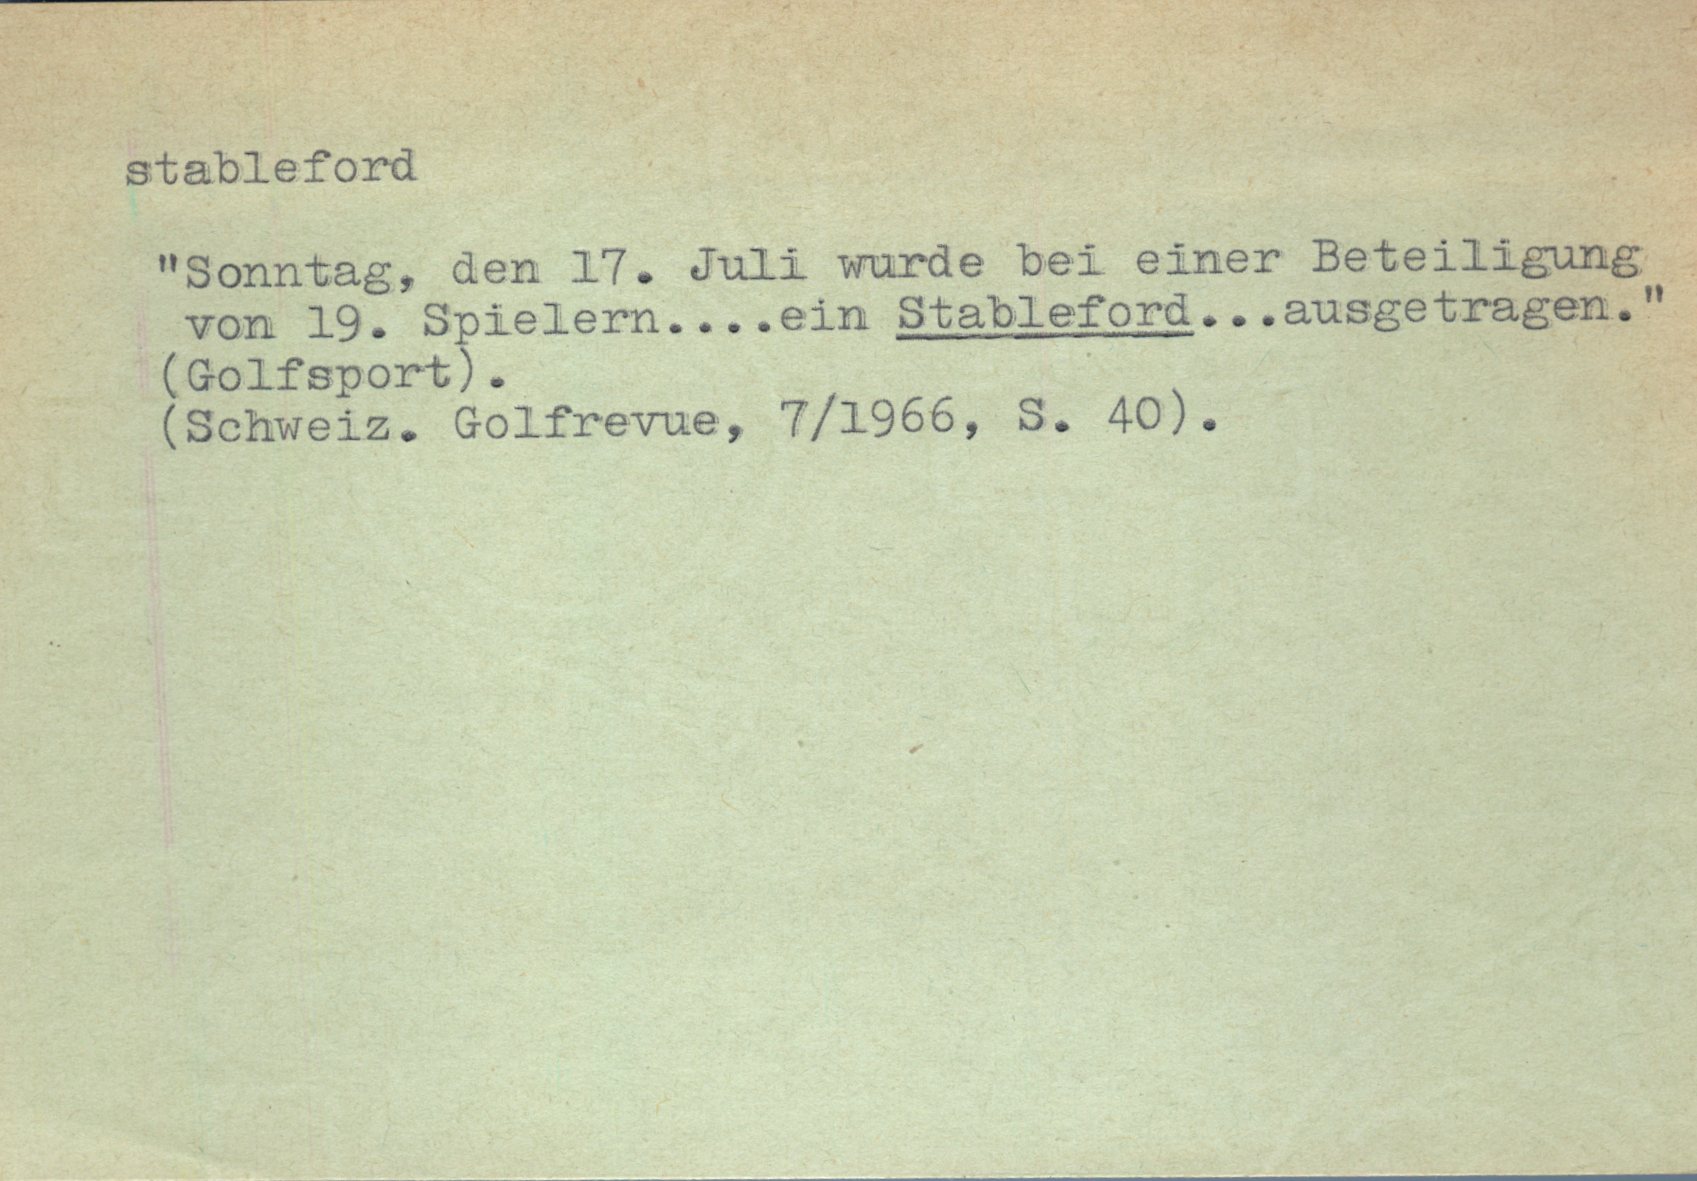 stableford
"Sonntag, den 17. Juli wurde bei einer Beteiligung
von 19. Spielern....ein Stableford...ausgetragen."
(Golfsport).
(Schweiz. Golfrevue, 7/1966, S. 40).